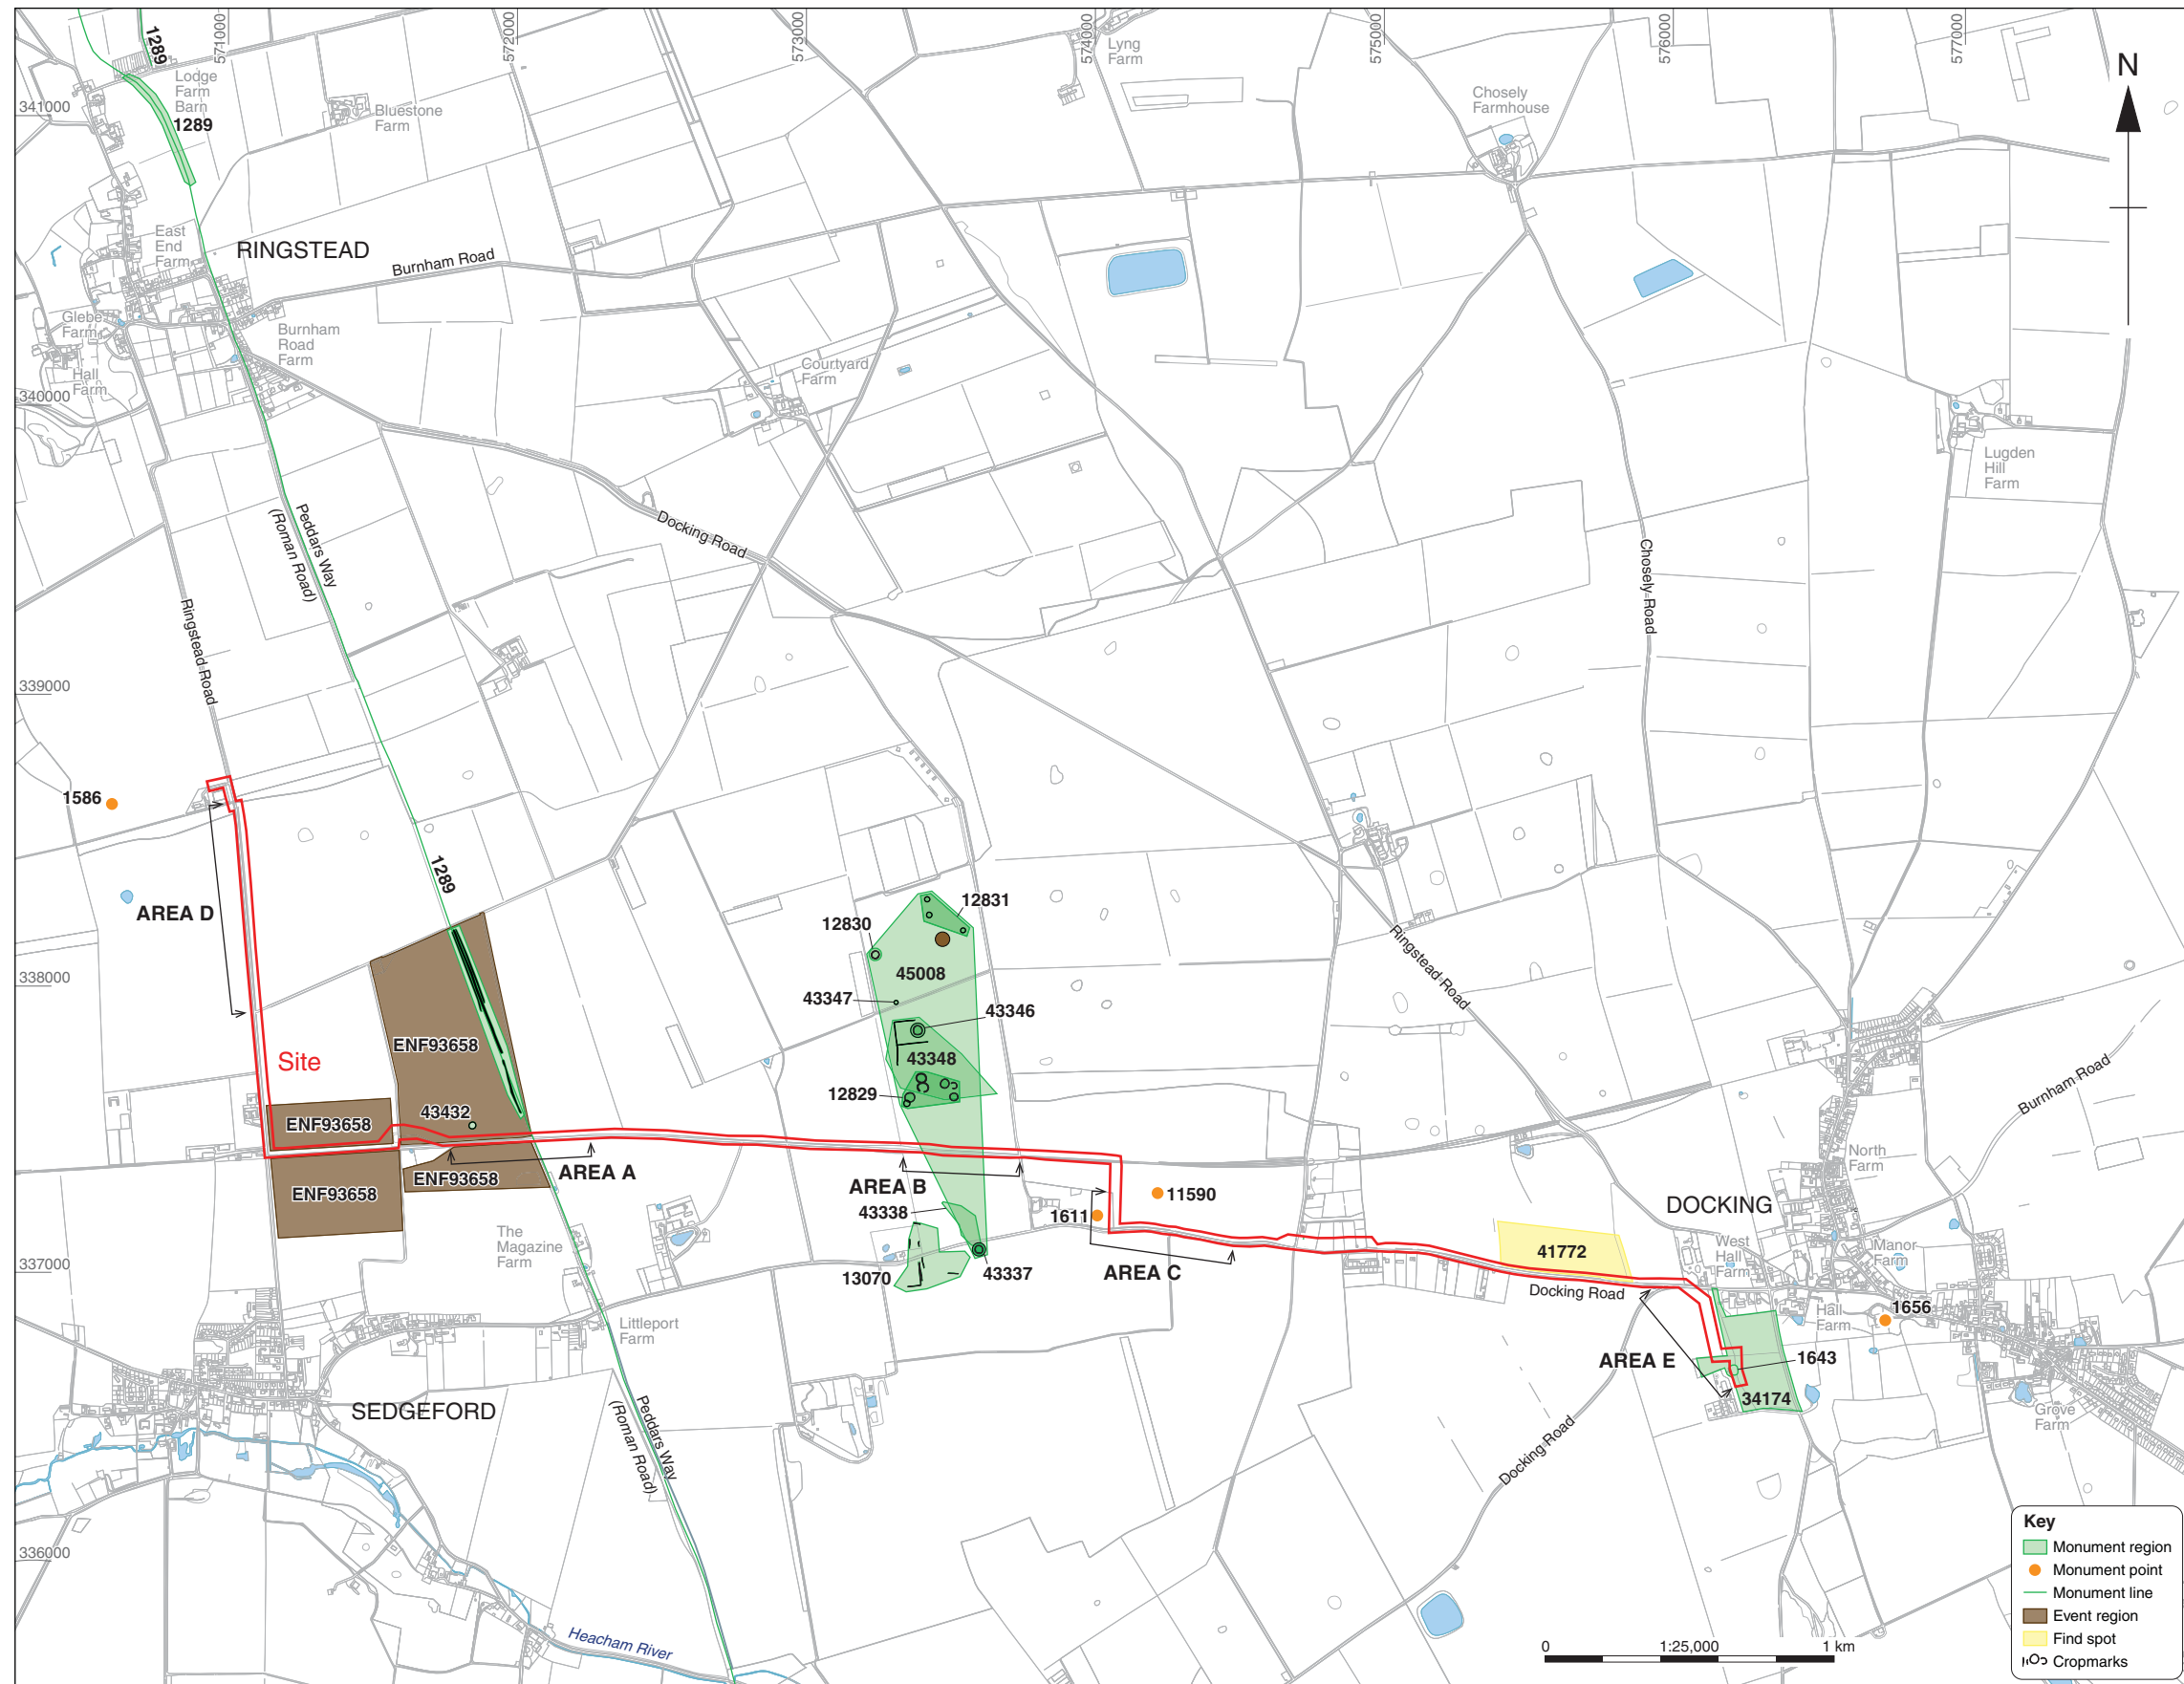 571000
572000
573000
574000
575000
576000
577000
341000
340000
339000
338000
337000
336000
N
1289
Lodge
Farm
Barn
1289
Bluestone
Farm
Lyng
Farm
Chosely
Farmhouse
East
End
Farm
RINGSTEAD
Burnham Road
Glebe
Farm
Hall
Farm
Burnham
Road
Farm
Courtyard
Farm
Lugden
Hill
Farm
Peddars Way
(Roman Road)
Docking Road
Chosely Road
Ringstead Road
1586
1289
AREA D
12831
12830
45008
43347
43346
43348
12829
Ringstead Road
Site
ENF93658
43432
ENF93658
ENF93658
ENF93658
AREA A
AREA B
43338
1611
11590
13070
43337
AREA C
41772
Docking Road
DOCKING
Burnham Road
North
Farm
West
Hall
Farm
Manor
Farm
Hall
Farm
1656
AREA E
1643
34174
Grove
Farm
The
Magazine
Farm
Littleport
Farm
SEDGEFORD
Peddars Way
(Roman Road)
Docking Road
Heacham River
0
1:25,000
1 km
Key
Monument region
Monument point
Monument line
Event region
Find spot
Cropmarks